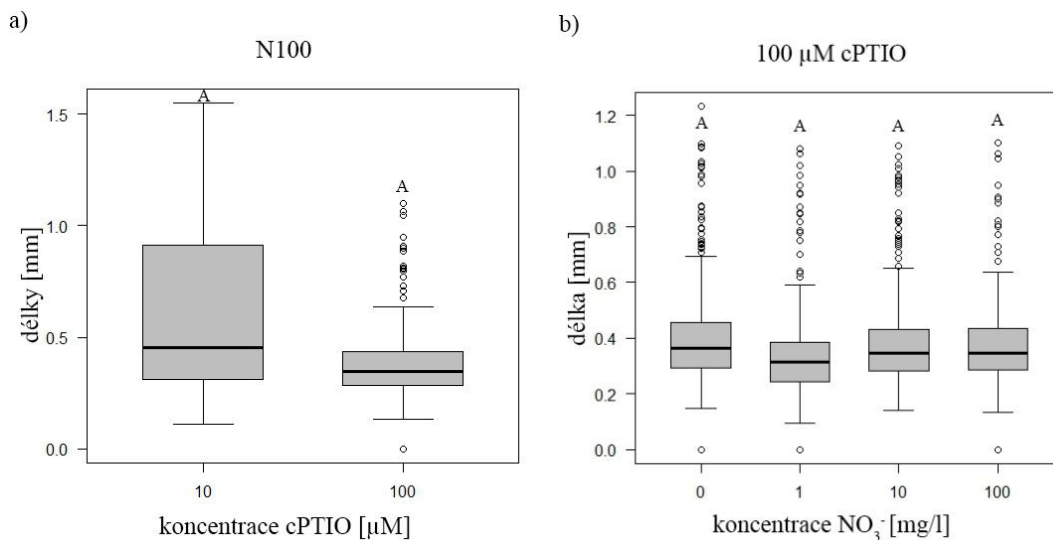 a)
N100
A
A
1.5
1.0
0.5
0.0
délky [mm]
10
100
koncentrace cPTIO [μM]
b)
100 μM cPTIO
A
A
A
A
1.2
1.0
0.8
0.6
0.4
0.2
0.0
délka [mm]
0
1
10
100
koncentrace NO₃⁻ [mg/l]